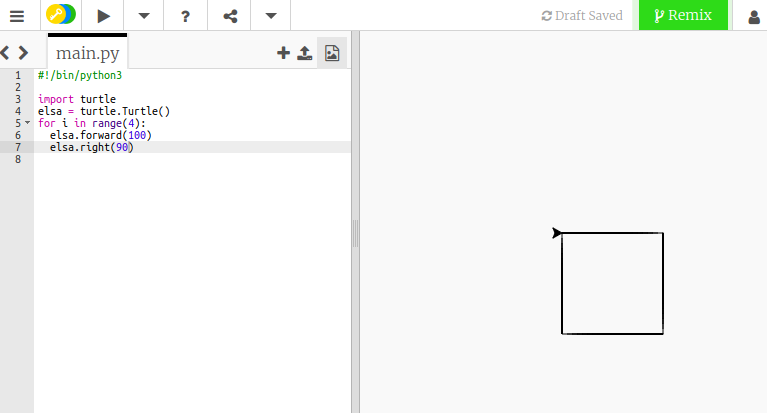 Draft Saved
Remix
?
main.py
1 #!/bin/python3
2
3 import turtle
4 elsa = turtle.Turtle()
5 for i in range(4):
6   elsa.forward(100)
7   elsa.right(90)
8